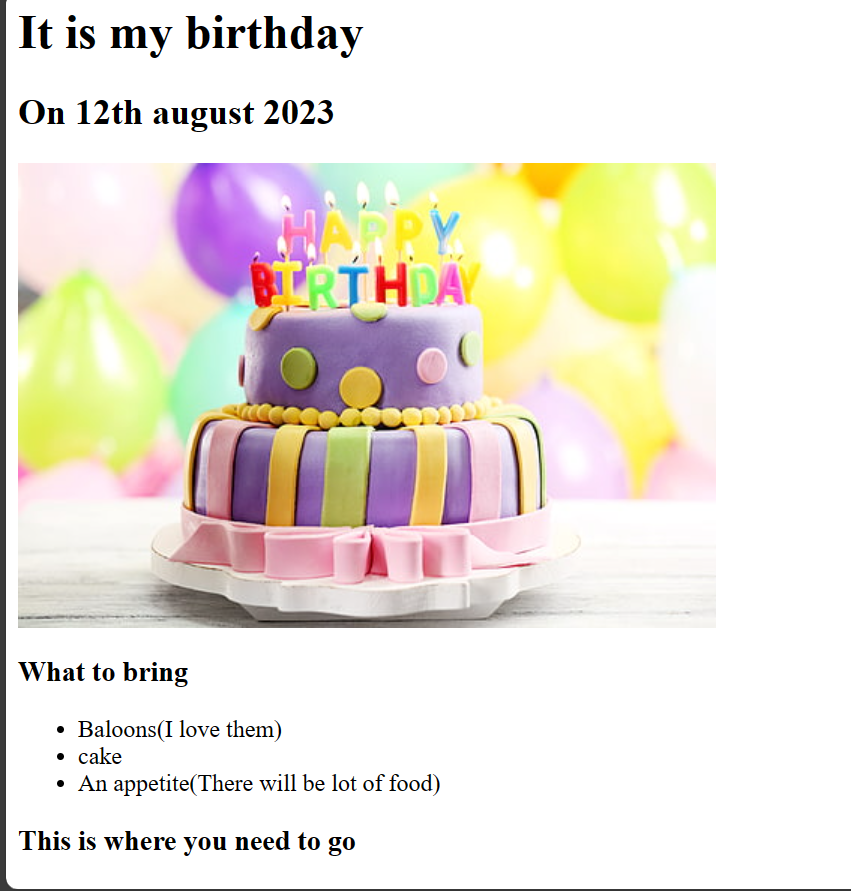 It is my birthday
On 12th august 2023
HAPPY
BIRTHDAY
What to bring
Baloons(I love them)
cake
An appetite(There will be lot of food)
This is where you need to go